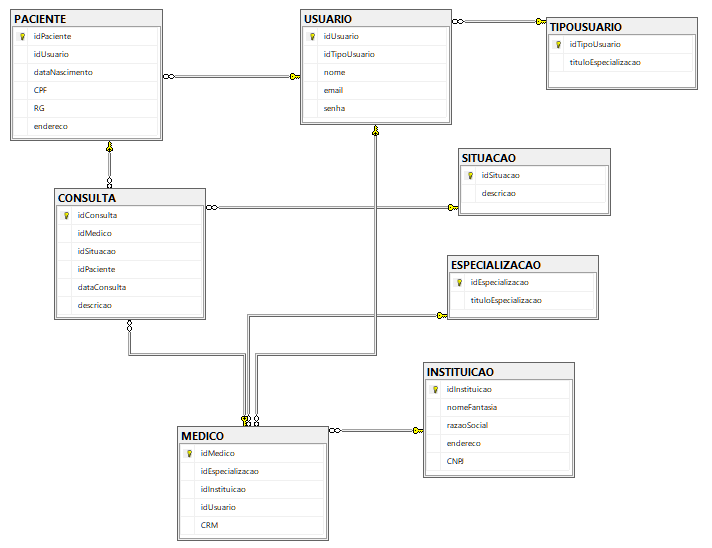 PACIENTE
idPaciente
idUsuario
dataNascimento
CPF
RG
endereco
USUARIO
idUsuario
idTipoUsuario
nome
email
senha
TIPOUSUARIO
idTipoUsuario
tituloEspecializacao
SITUACAO
idSituacao
descricao
CONSULTA
idConsulta
idMedico
idSituacao
idPaciente
dataConsulta
descricao
ESPECIALIZACAO
idEspecializacao
tituloEspecializacao
INSTITUICAO
idInstituicao
nomeFantasia
razaoSocial
endereco
CNPJ
MEDICO
idMedico
idEspecializacao
idInstituicao
idUsuario
CRM